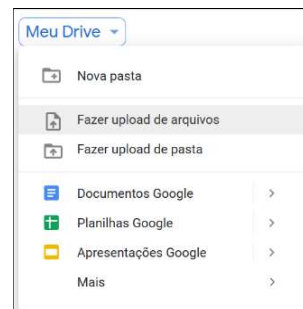 Meu Drive
Nova pasta
Fazer upload de arquivos
Fazer upload de pasta
Documentos Google
Planilhas Google
Apresentações Google
Mais